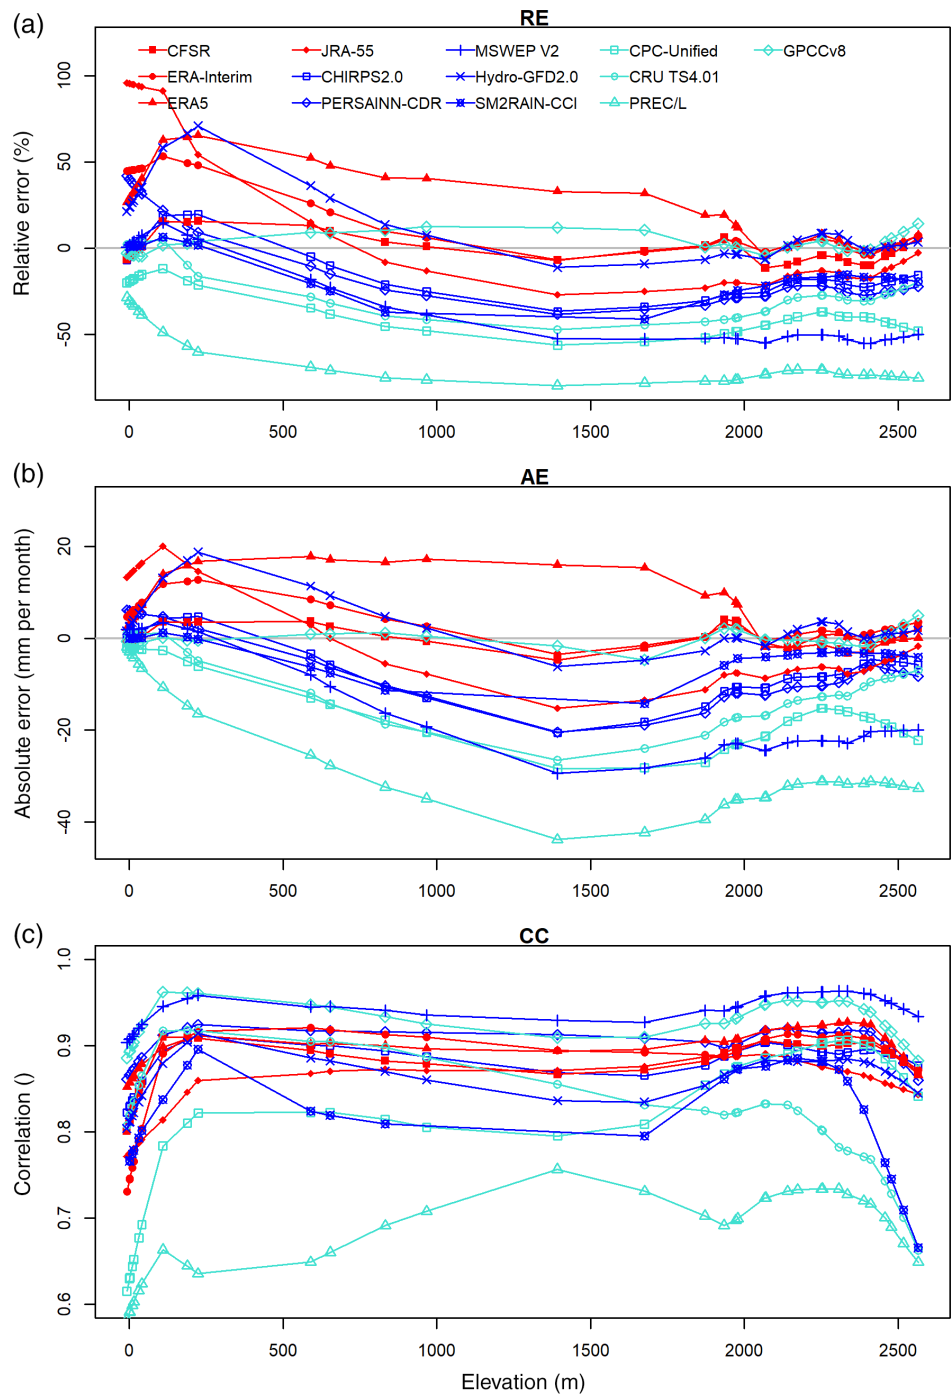 (a)
RE
CFSR
JRA-55
MSWEP V2
CPC-Unified
GPCCv8
ERA-Interim
CHIRPS2.0
Hydro-GFD2.0
CRU TS4.01
ERA5
PERSAINN-CDR
SM2RAIN-CCI
PREC/L
Relative error (%)
100
50
0
-50
0
500
1000
1500
2000
2500
(b)
AE
Absolute error (mm per month)
20
0
-20
-40
0
500
1000
1500
2000
2500
(c)
CC
Correlation ()
1.0
0.9
0.8
0.7
0.6
0
500
1000
1500
2000
2500
Elevation (m)